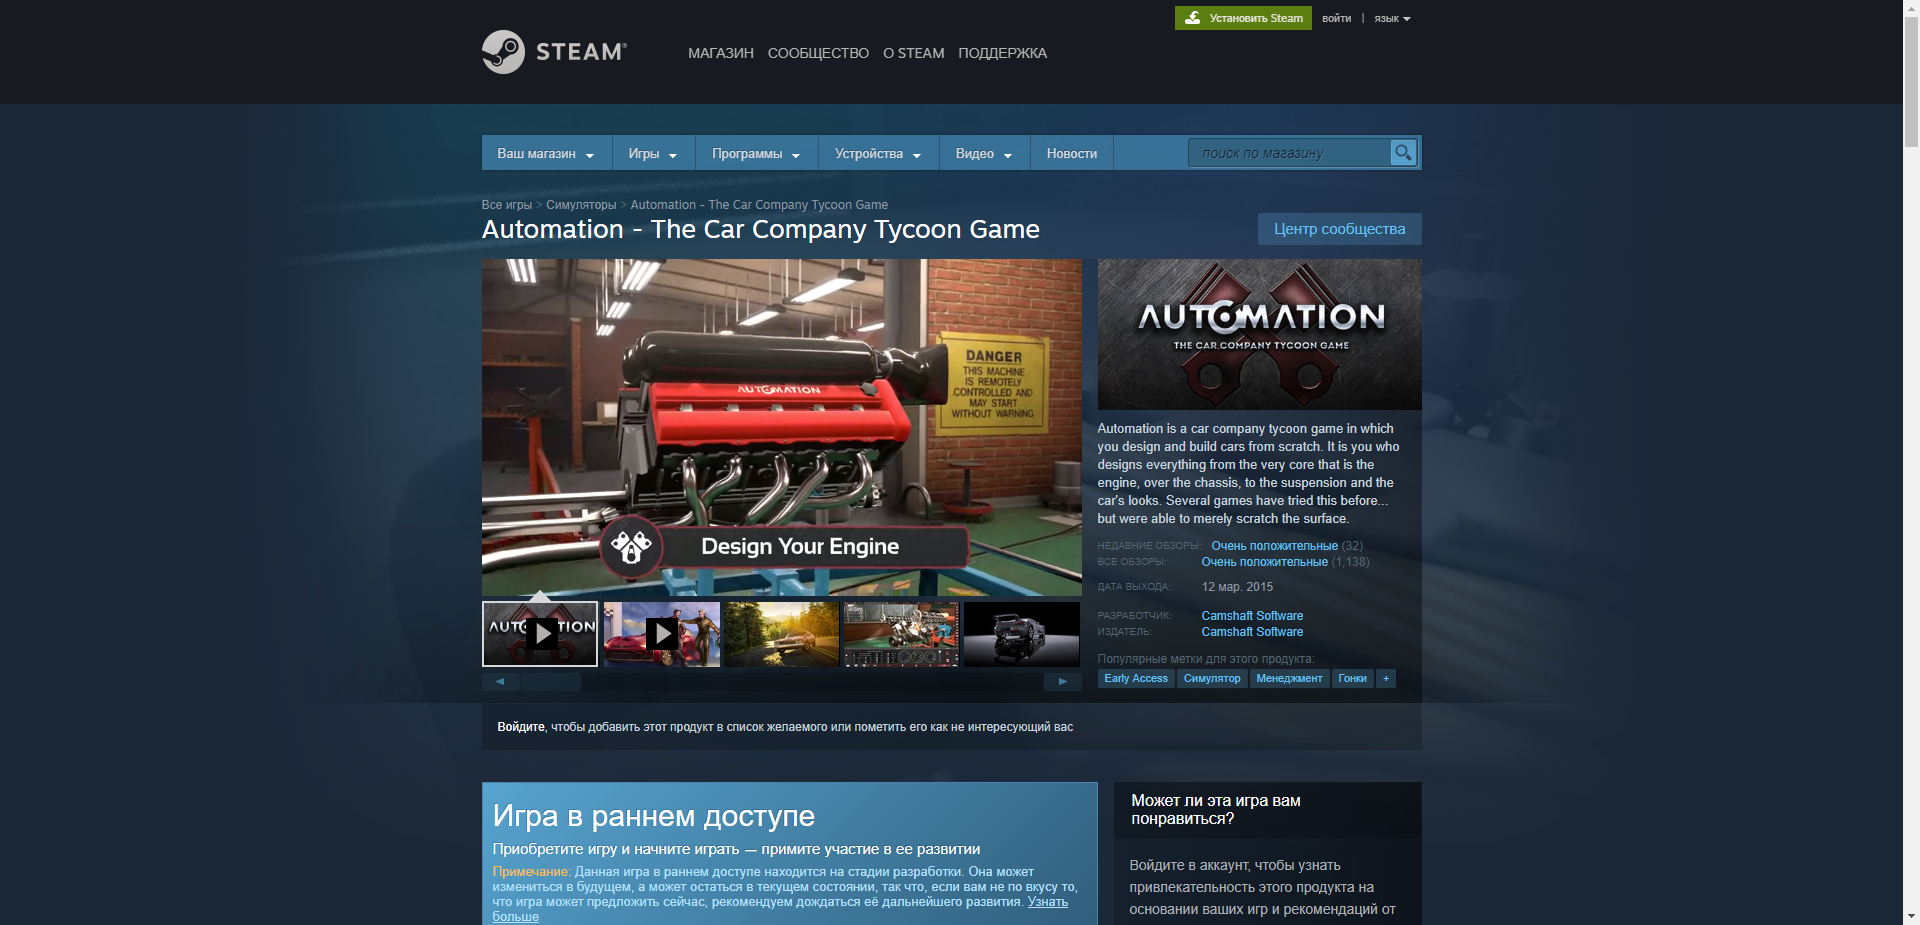 Установить Steam
войти | язык
STEAM®
МАГАЗИН СООБЩЕСТВО О STEAM ПОДДЕРЖКА
Ваш магазин Игры Программы Устройства Видео Новости
поиск по магазину
Все игры > Симуляторы > Automation - The Car Company Tycoon Game
Automation - The Car Company Tycoon Game
Центр сообщества
AUTOMATION
DANGER
THIS MACHINE
IS REMOTELY
CONTROLLED AND
MAY START
WITHOUT WARNING
Design Your Engine
AUTOMATION
AUTOMATION
THE CAR COMPANY TYCOON GAME
Automation is a car company tycoon game in which
you design and build cars from scratch. It is you who
designs everything from the very core that is the
engine, over the chassis, to the suspension and the
car's looks. Several games have tried this before...
but were able to merely scratch the surface.
НЕДАВНИЕ ОБЗОРЫ: Очень положительные (32)
ВСЕ ОБЗОРЫ: Очень положительные (1,138)
ДАТА ВЫХОДА: 12 мар. 2015
РАЗРАБОТЧИК: Camshaft Software
ИЗДАТЕЛЬ: Camshaft Software
Популярные метки для этого продукта:
Early Access Симулятор Менеджмент Гонки +
Войдите, чтобы добавить этот продукт в список желаемого или пометить его как не интересующий вас
Игра в раннем доступе
Приобретите игру и начните играть — примите участие в ее развитии
Примечание: Данная игра в раннем доступе находится на стадии разработки. Она может
измениться в будущем, а может остаться в текущем состоянии, так что, если вам не по вкусу то,
что игра может предложить сейчас, рекомендуем дождаться её дальнейшего развития. Узнать
больше
Может ли эта игра вам
понравиться?
Войдите в аккаунт, чтобы узнать
привлекательность этого продукта на
основании ваших игр и рекомендаций от